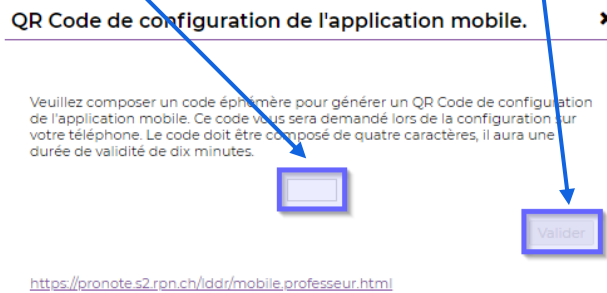 QR Code de configuration de l'application mobile.
Veuillez composer un code éphémère pour générer un QR Code de configuration
de l'application mobile. Ce code vous sera demandé lors de la configuration sur
votre téléphone. Le code doit être composé de quatre caractères, il aura une
durée de validité de dix minutes.
Valider
https://pronote.s2.rpn.ch/lddr/mobile.professeur.html